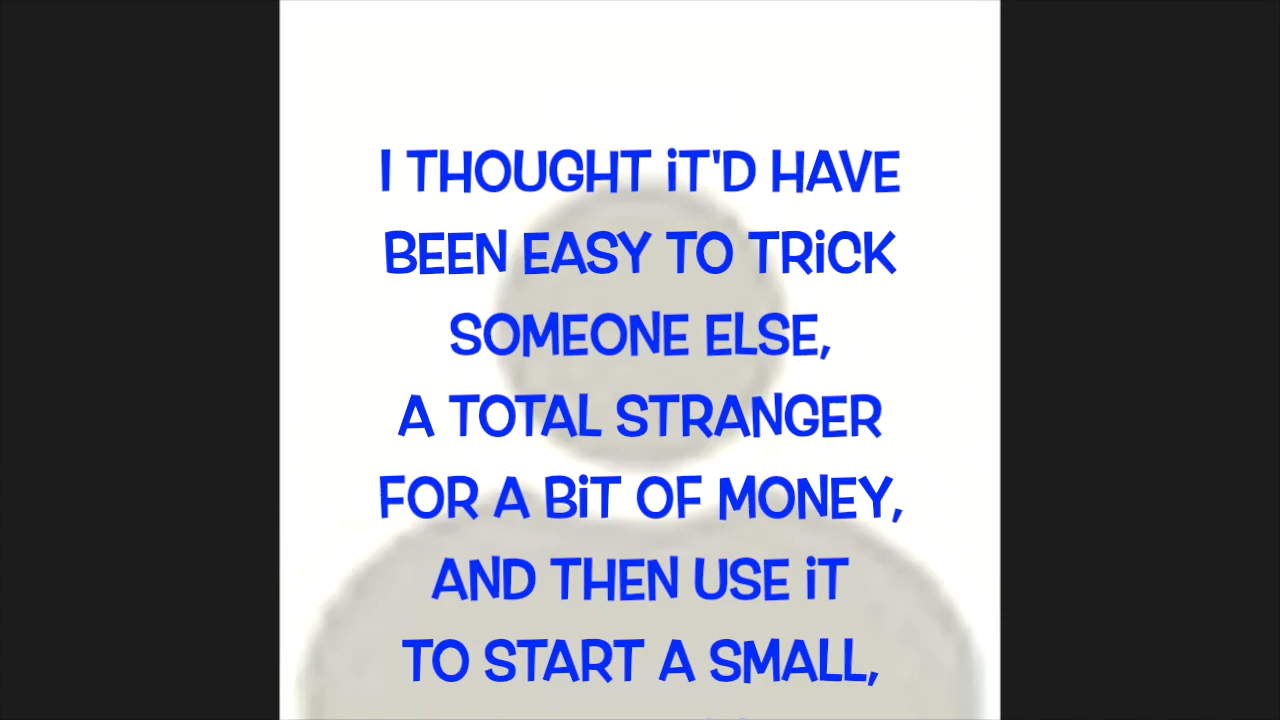 I THOUGHT iT'D HAVE
BEEN EASY TO TRiCK
SOMEONE ELSE,
A TOTAL STRANGER
FOR A BiT OF MONEY,
AND THEN USE iT
TO START A SMALL,